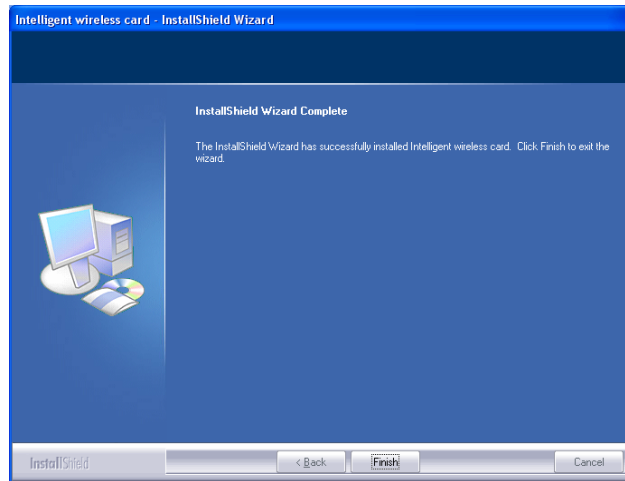 Intelligent wireless card - InstallShield Wizard
InstallShield Wizard Complete
The InstallShield Wizard has successfully installed Intelligent wireless card. Click Finish to exit the
wizard.
InstallShield
< Back
Finish
Cancel